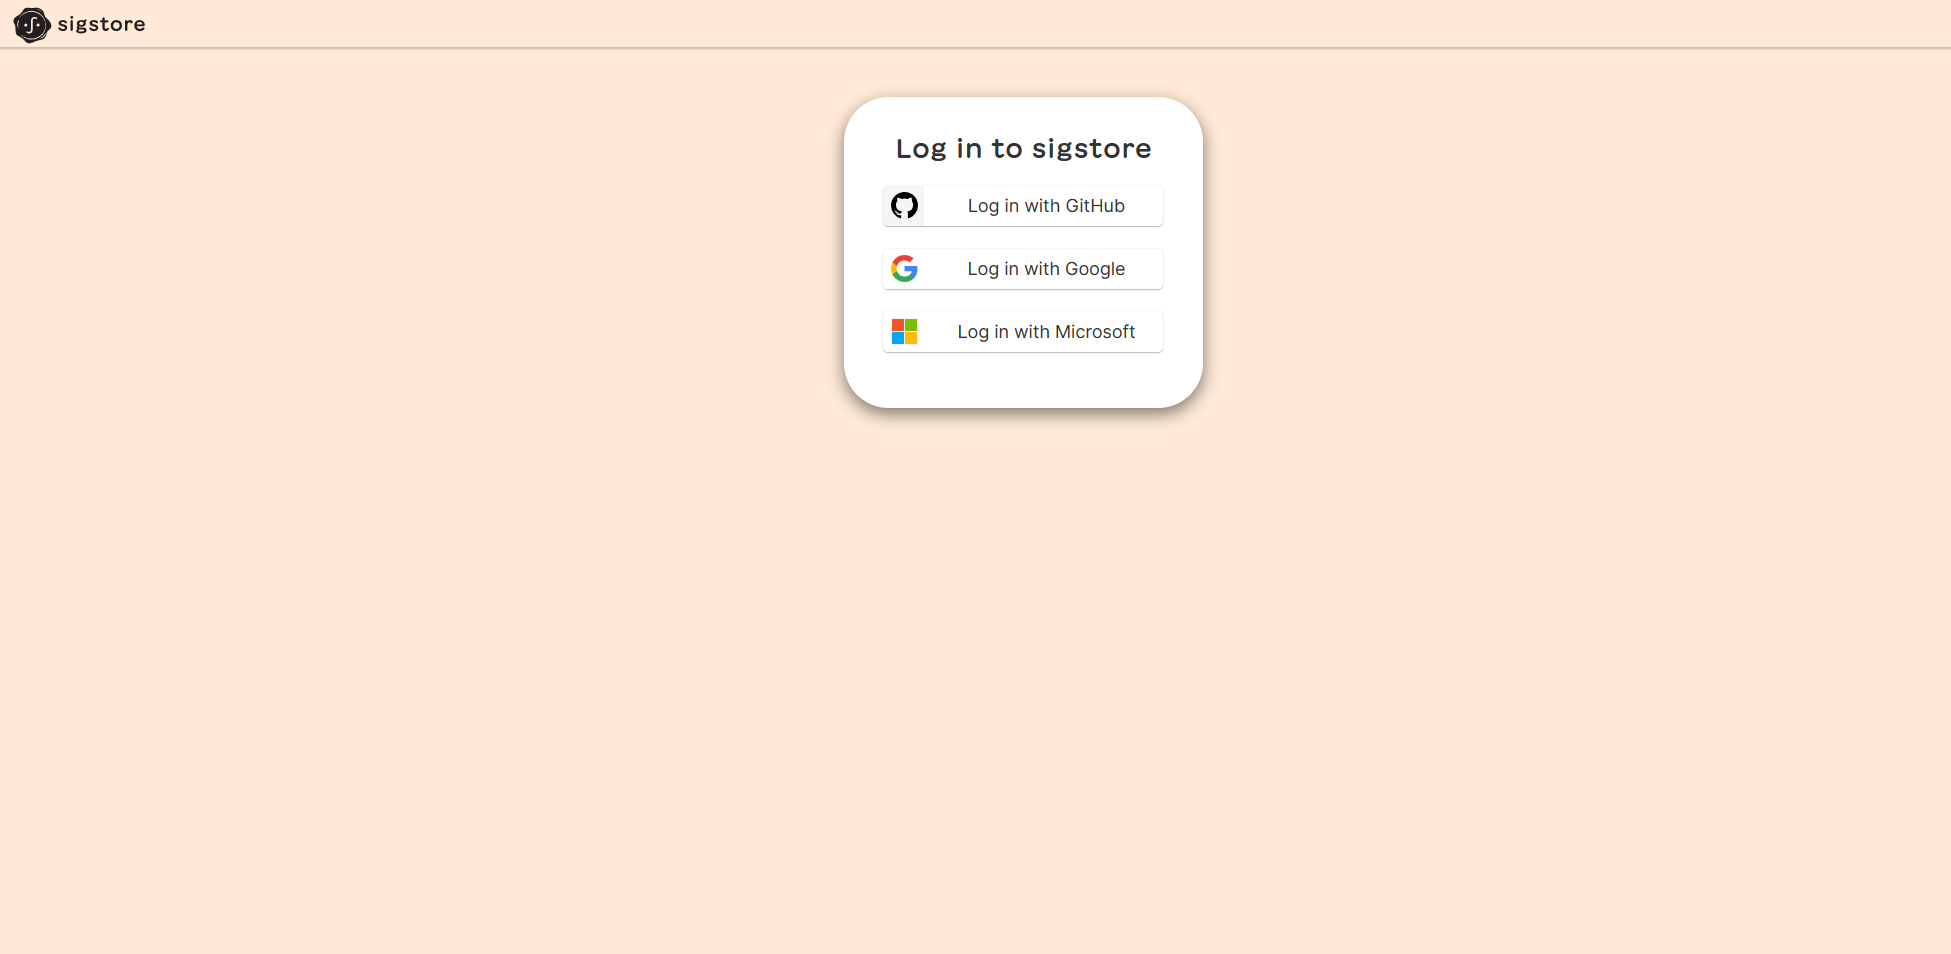 sigstore
Log in to sigstore
Log in with GitHub
Log in with Google
Log in with Microsoft